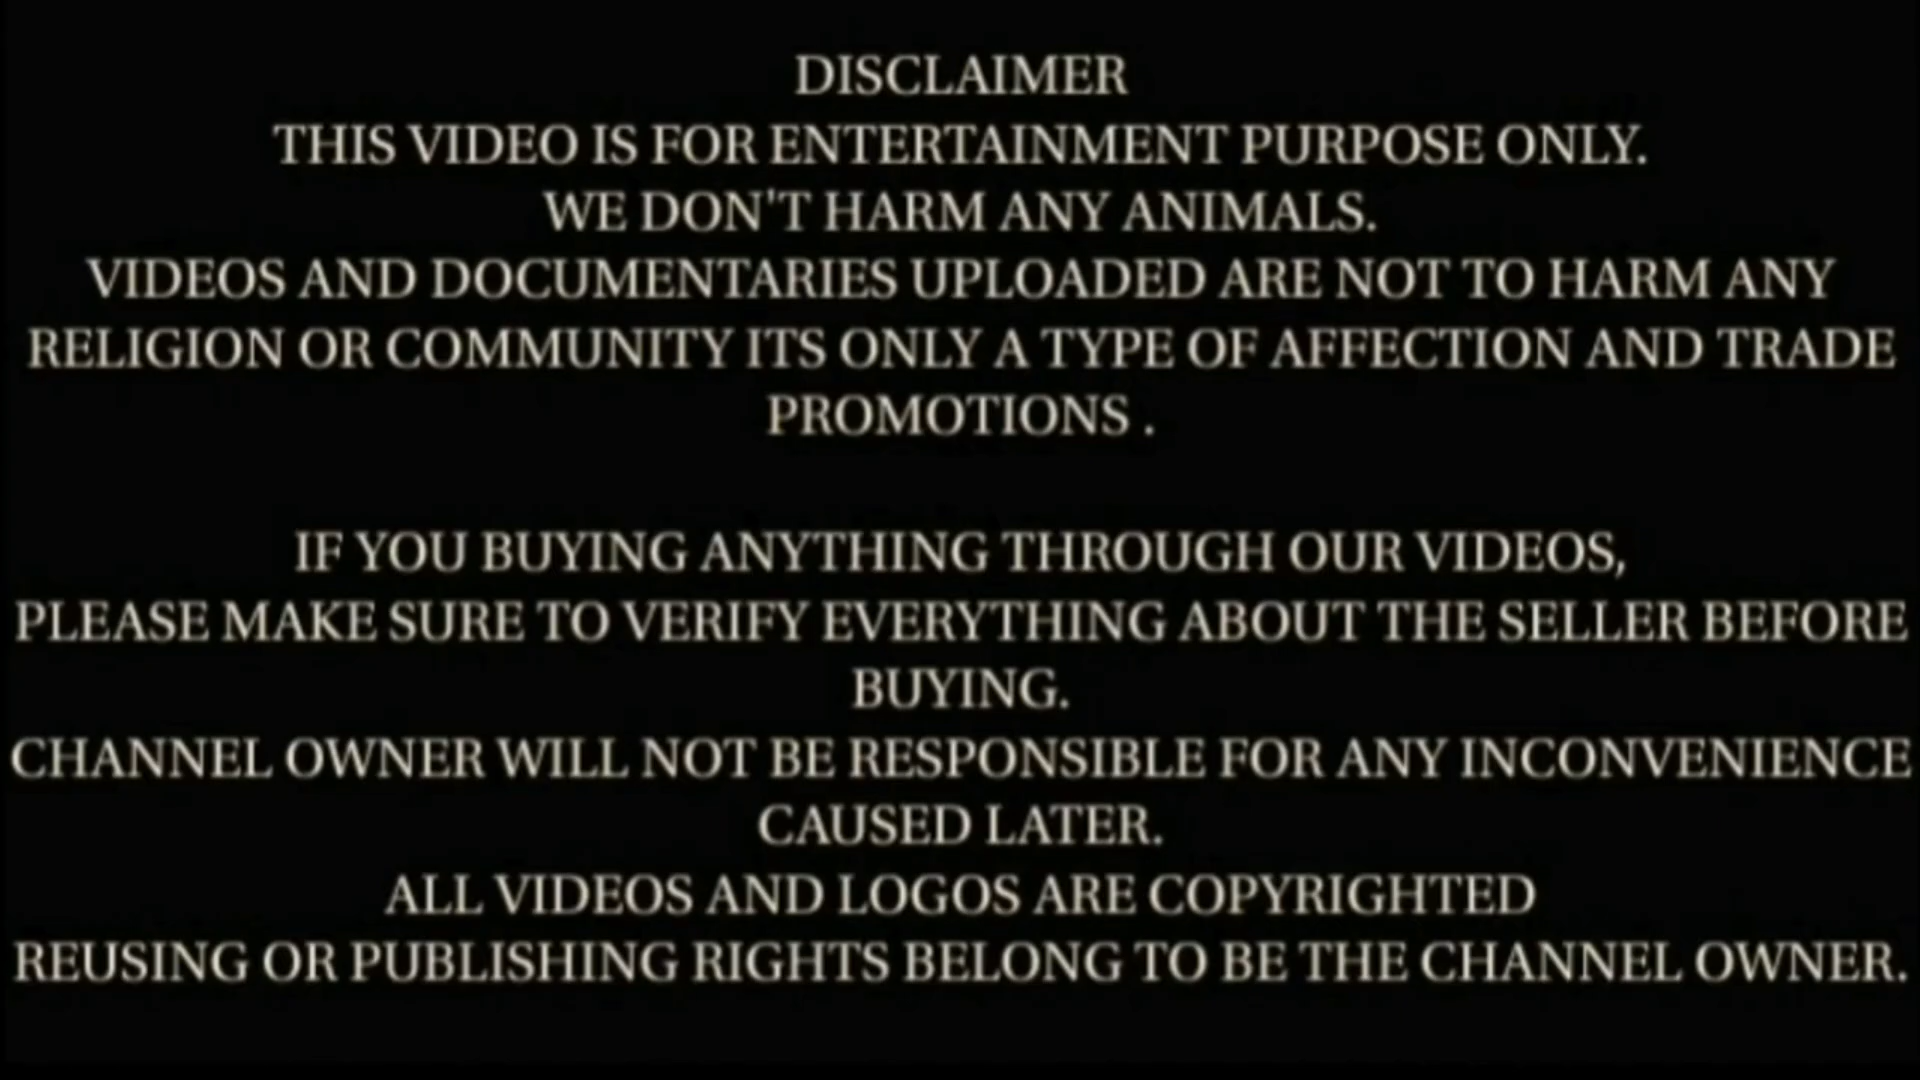 DISCLAIMER
THIS VIDEO IS FOR ENTERTAINMENT PURPOSE ONLY.
WE DON'T HARM ANY ANIMALS.
VIDEOS AND DOCUMENTARIES UPLOADED ARE NOT TO HARM ANY
RELIGION OR COMMUNITY ITS ONLY A TYPE OF AFFECTION AND TRADE
PROMOTIONS .
IF YOU BUYING ANYTHING THROUGH OUR VIDEOS,
PLEASE MAKE SURE TO VERIFY EVERYTHING ABOUT THE SELLER BEFORE
BUYING.
CHANNEL OWNER WILL NOT BE RESPONSIBLE FOR ANY INCONVENIENCE
CAUSED LATER.
ALL VIDEOS AND LOGOS ARE COPYRIGHTED
REUSING OR PUBLISHING RIGHTS BELONG TO BE THE CHANNEL OWNER.